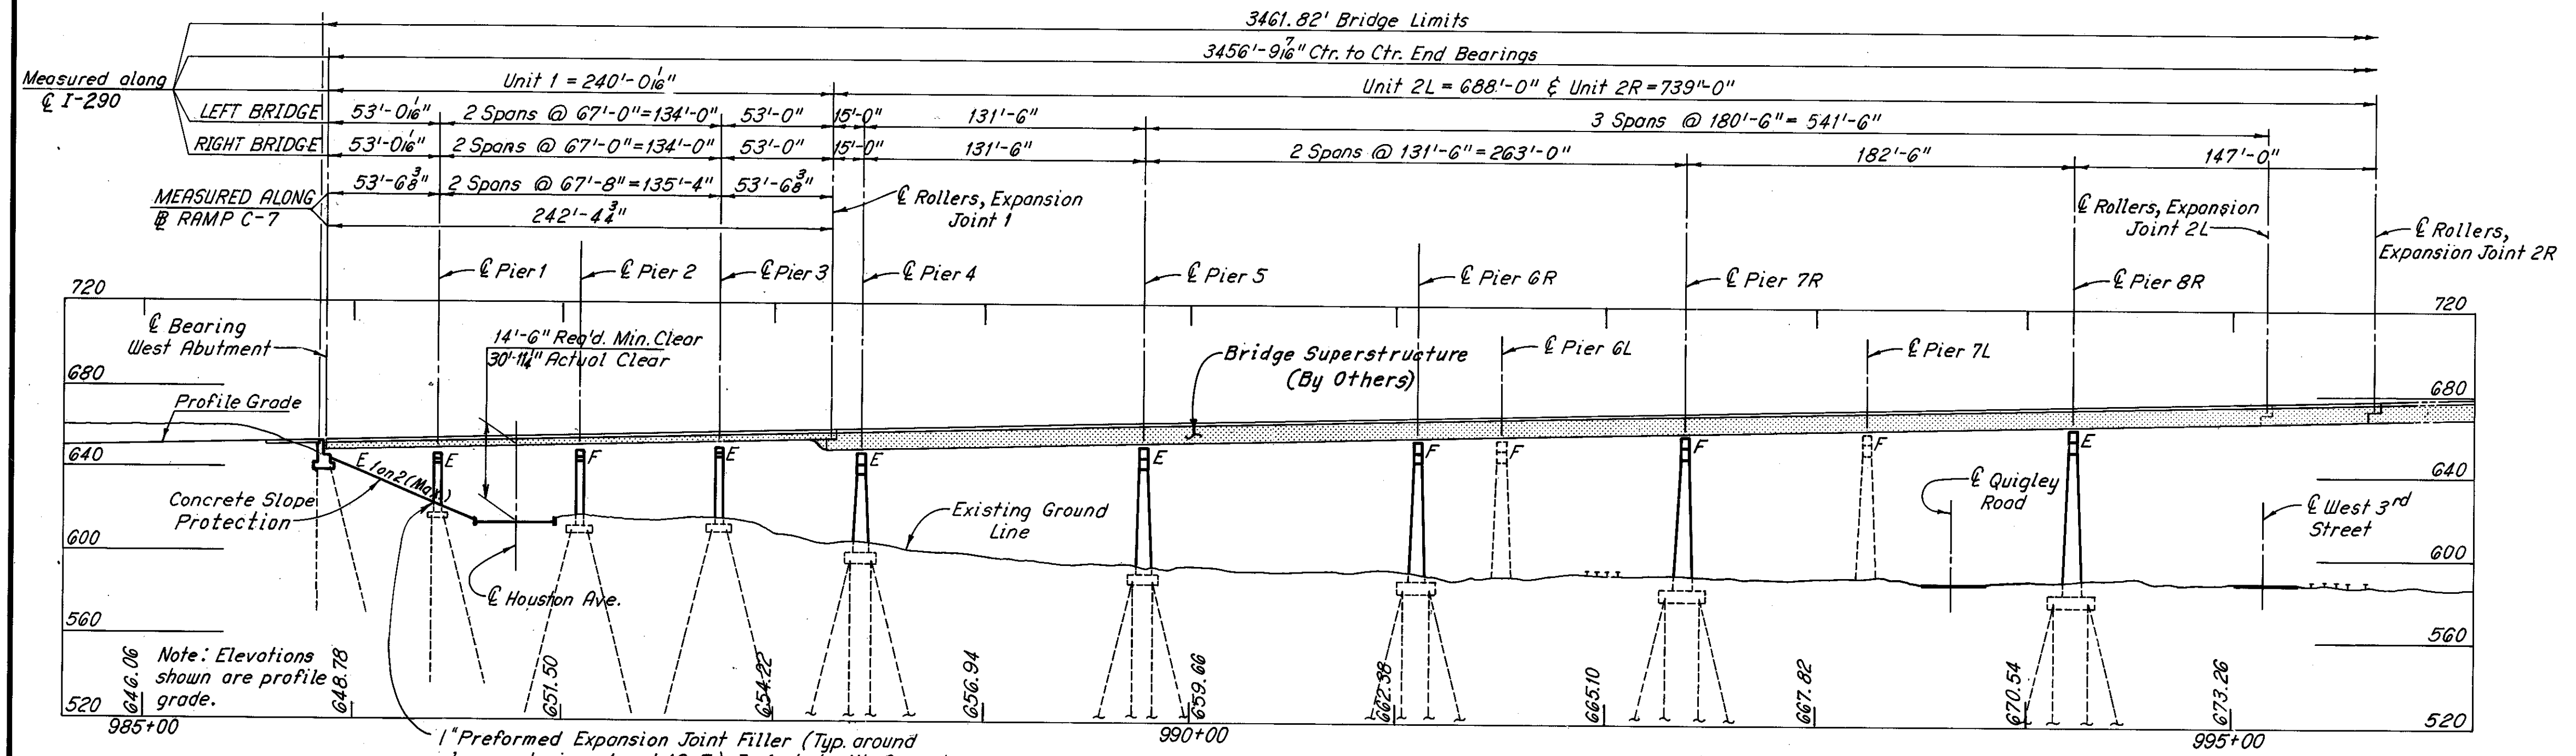 3461.82' Bridge Limits
3456'-9 7/16" Ctr. to Ctr. End Bearings
Measured along
℄ I-290
Unit 1 = 240'-0 1/16"
Unit 2L = 688'-0" & Unit 2R = 739'-0"
LEFT BRIDGE 53'-0 1/16" 2 Spans @ 67'-0"=134'-0" 53'-0" 15'-0" 131'-6" 3 Spans @ 180'-6"= 541'-6"
RIGHT BRIDGE 53'-0 1/16" 2 Spans @ 67'-0"=134'-0" 53'-0" 15'-0" 131'-6" 2 Spans @ 131'-6"=263'-0" 182'-6" 147'-0"
53'-6 3/8" 2 Spans @ 67'-8"=135'-4" 53'-6 3/8"
MEASURED ALONG
℄ RAMP C-7
242'-4 3/4"
℄ Rollers, Expansion
Joint 1
℄ Rollers, Expansion
Joint 2L
℄ Rollers,
Expansion Joint 2R
℄ Pier 1
℄ Pier 2
℄ Pier 3
℄ Pier 4
℄ Pier 5
℄ Pier 6R
℄ Pier 7R
℄ Pier 8R
720
720
℄ Bearing
West Abutment
14'-6" Req'd. Min. Clear
30'-11 1/4" Actual Clear
Bridge Superstructure
(By Others)
℄ Pier 6L
℄ Pier 7L
680
680
Profile Grade
640
640
E
1 on 2 (Max.)
E
F
E
E
E
F
F
F
F
E
Concrete Slope
Protection
Existing Ground
Line
℄ Quigley
Road
℄ West 3rd
Street
600
600
℄ Houston Ave.
560
560
Note: Elevations
shown are profile
grade.
646.06
648.78
651.50
654.22
656.94
659.66
662.38
665.10
667.82
670.54
673.26
520
520
985+00
990+00
995+00
1" Preformed Expansion Joint Filler (Typ. around